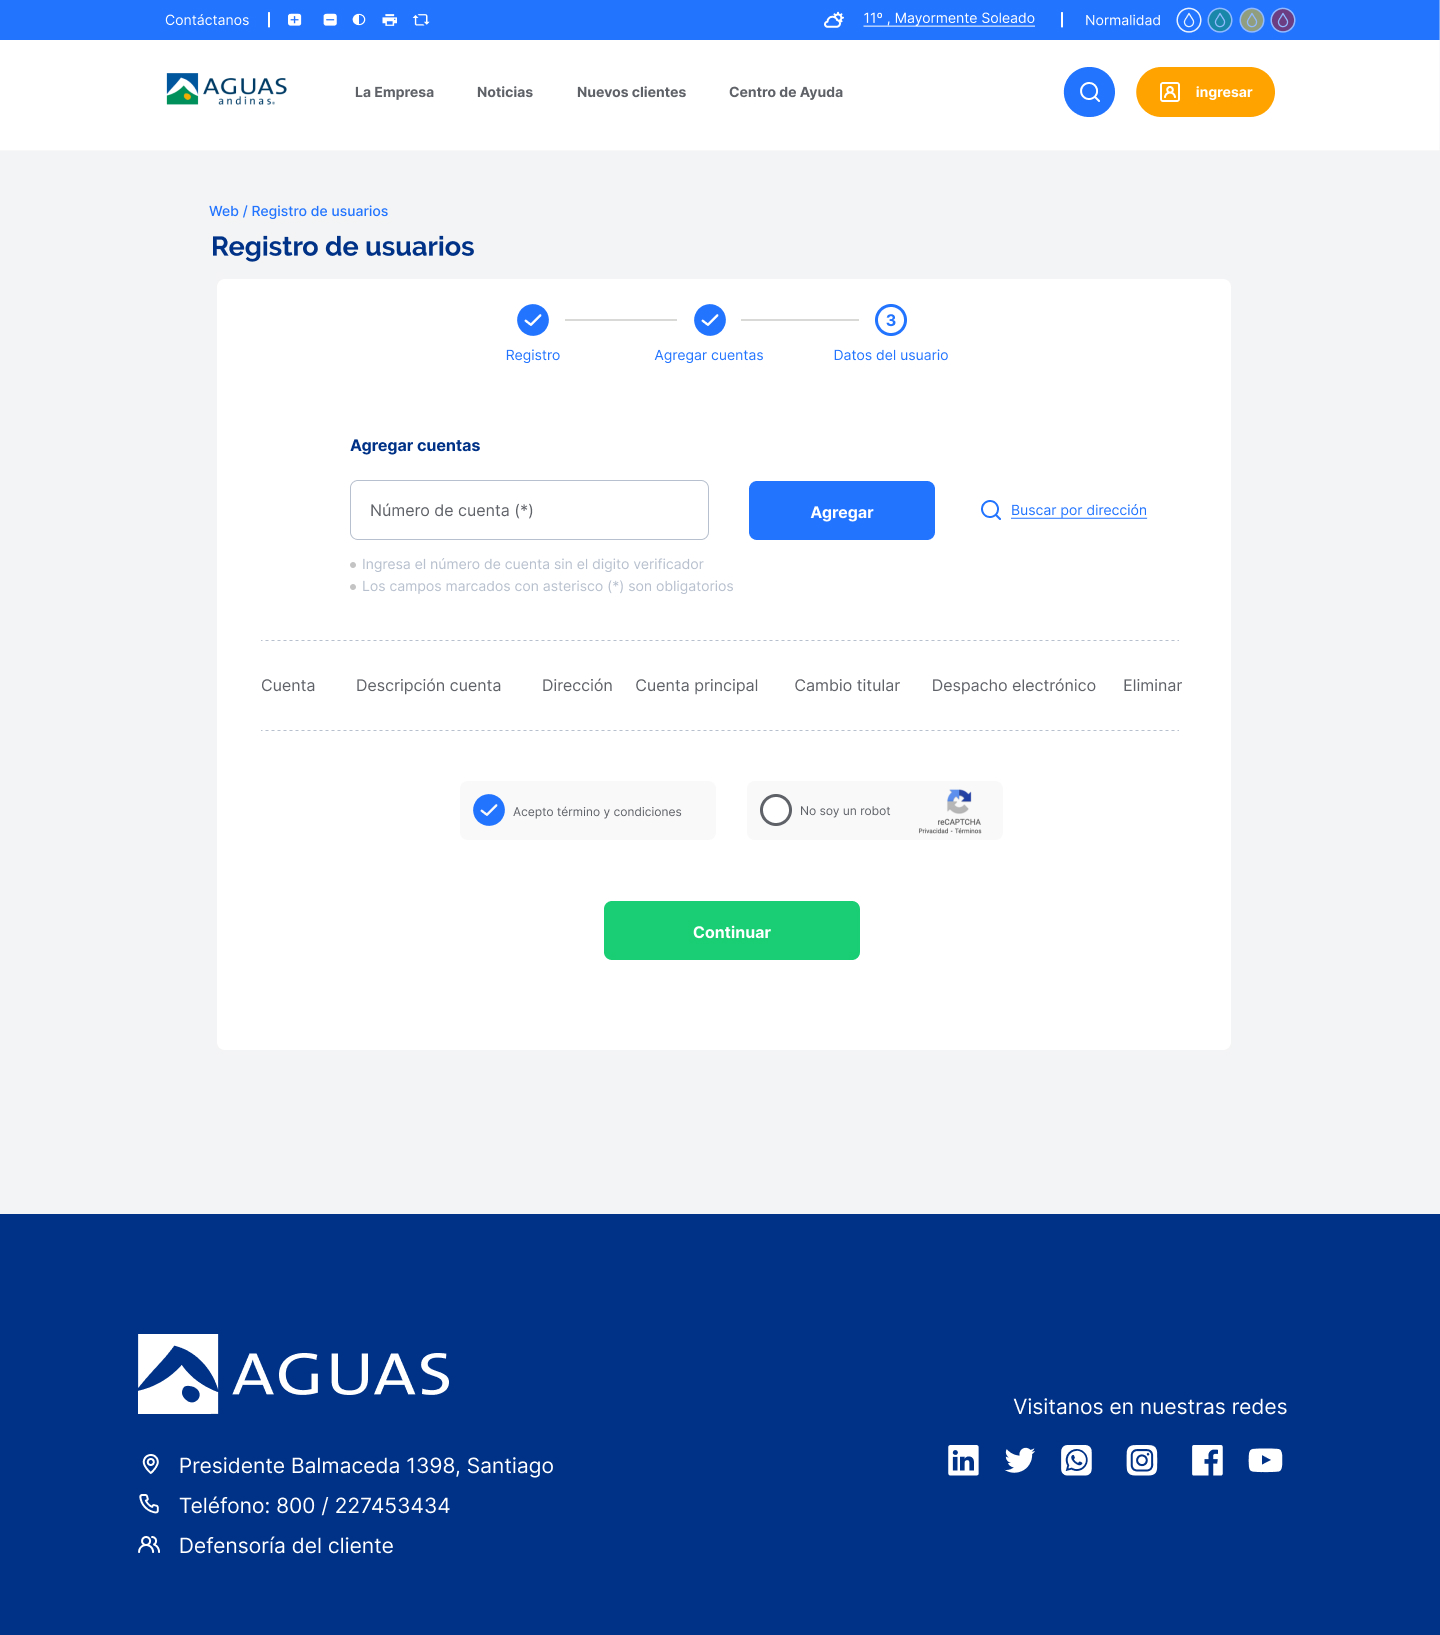 Contáctanos
11º , Mayormente Soleado
Normalidad
AGUAS
andinas.
La Empresa
Noticias
Nuevos clientes
Centro de Ayuda
ingresar
Web / Registro de usuarios
Registro de usuarios
3
Registro
Agregar cuentas
Datos del usuario
Agregar cuentas
Número de cuenta (*)
Agregar
Buscar por dirección
Ingresa el número de cuenta sin el digito verificador
Los campos marcados con asterisco (*) son obligatorios
Cuenta
Descripción cuenta
Dirección
Cuenta principal
Cambio titular
Despacho electrónico
Eliminar
Acepto término y condiciones
No soy un robot
reCAPTCHA
Privacidad - Términos
Continuar
AGUAS
Visitanos en nuestras redes
Presidente Balmaceda 1398, Santiago
Teléfono: 800 / 227453434
Defensoría del cliente